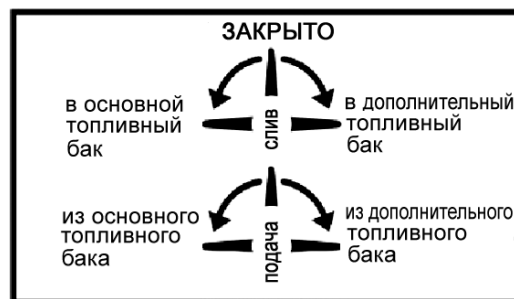 ЗАКРЫТО
в основной
топливный
бак
слив
в дополнительный
топливный
бак
из основного
топливного
бака
подача
из дополнительного
топливного
бака